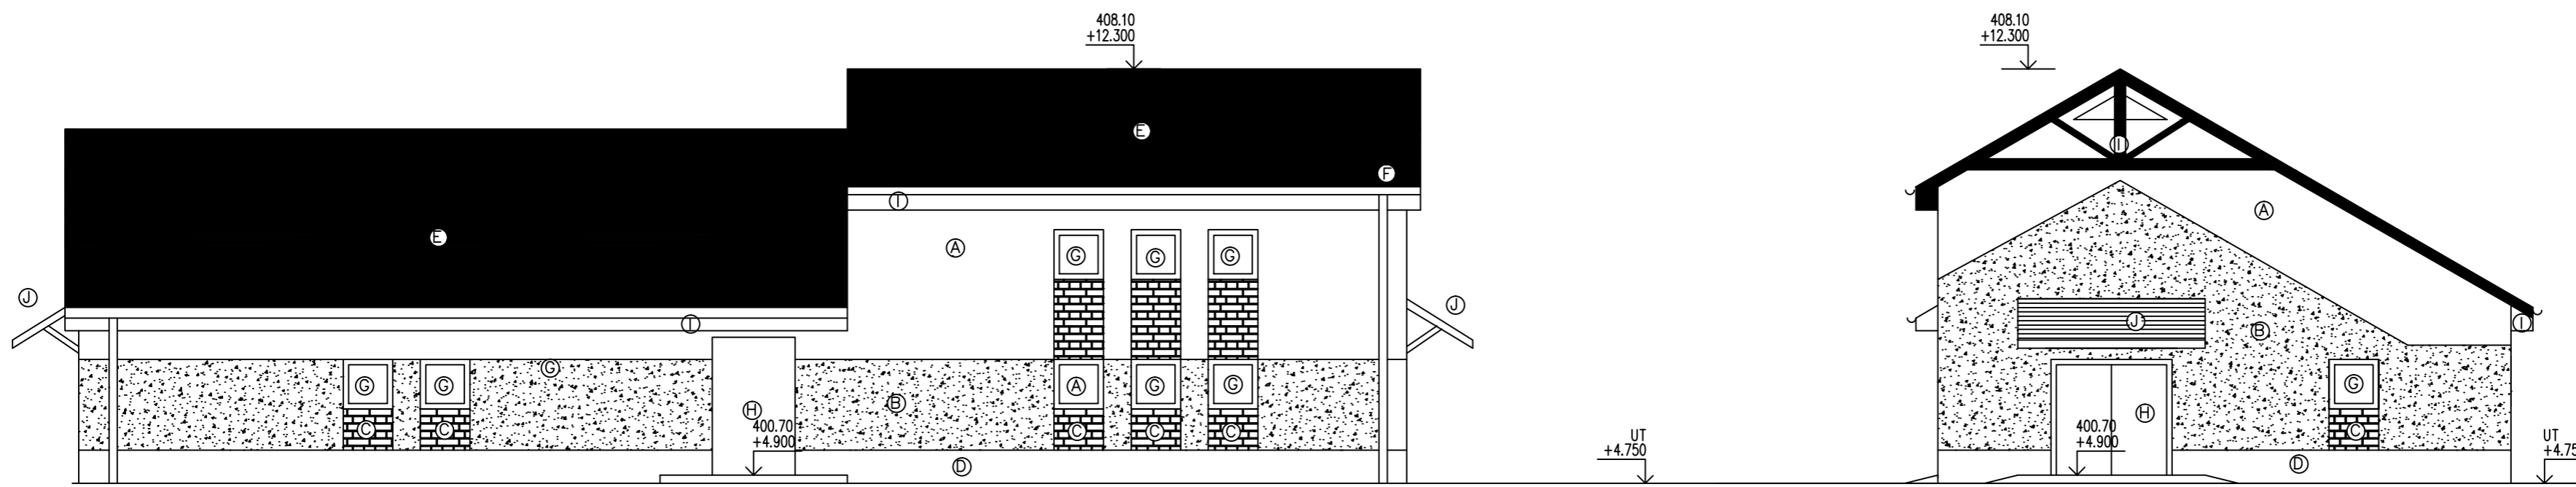 408.10
+12.300
408.10
+12.300
E
I
F
A
I
A
E
G
G
G
J
J
J
I
B
I
G
G
G
A
G
G
G
H
B
H
C
C
C
C
C
C
400.70
+4.900
400.70
+4.900
UT
+4.750
UT
+4.75
D
D